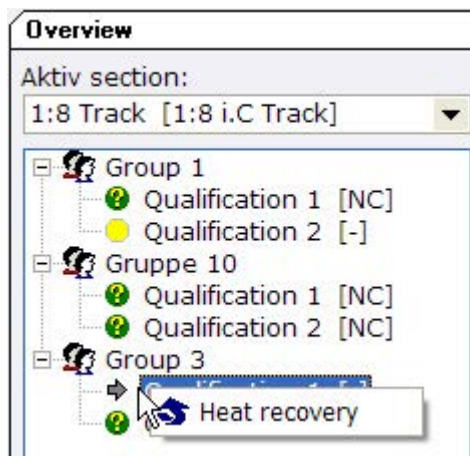 Overview
Aktiv section:
1:8 Track [1:8 i.C Track]
Group 1
Qualification 1 [NC]
Qualification 2 [-]
Gruppe 10
Qualification 1 [NC]
Qualification 2 [NC]
Group 3
Heat recovery